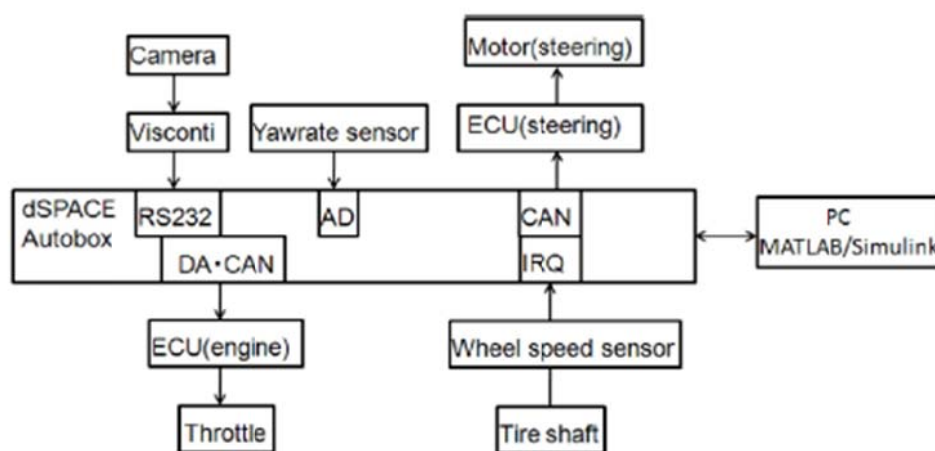 Motor(steering)
Camera
Visconti
Yawrate sensor
ECU(steering)
dSPACE
Autobox
RS232
AD
CAN
DA・CAN
IRQ
PC
MATLAB/Simulink
ECU(engine)
Wheel speed sensor
Throttle
Tire shaft